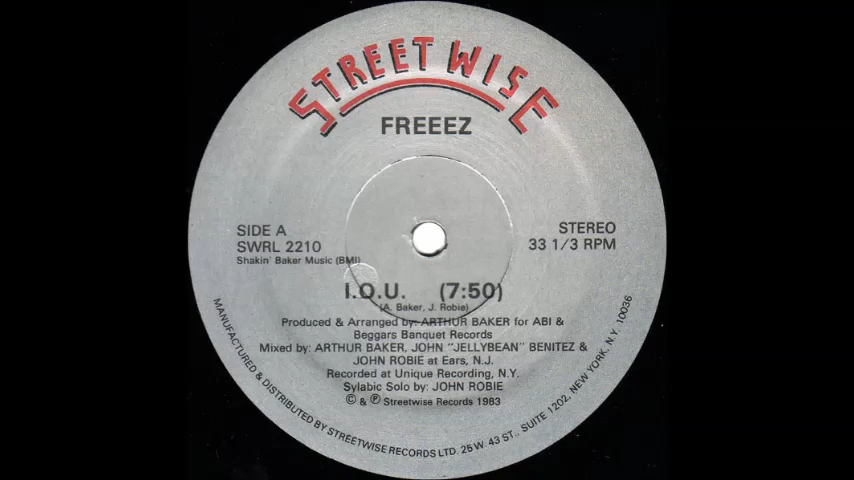 STREETWISE
FREEEZ
SIDE A
SWRL 2210
Shakin' Baker Music (BMI)
STEREO
33 1/3 RPM
I.O.U. (7:50)
(A. Baker, J. Robie)
Produced & Arranged by: ARTHUR BAKER for ABI &
Beggars Banquet Records
Mixed by: ARTHUR BAKER, JOHN "JELLYBEAN" BENITEZ &
JOHN ROBIE at Ears, N.J.
Recorded at Unique Recording, N.Y.
Sylabic Solo by: JOHN ROBIE
© & ℗ Streetwise Records 1983
MANUFACTURED & DISTRIBUTED BY STREETWISE RECORDS LTD. 25 W. 43 ST., SUITE 1202, NEW YORK, N.Y. 10036